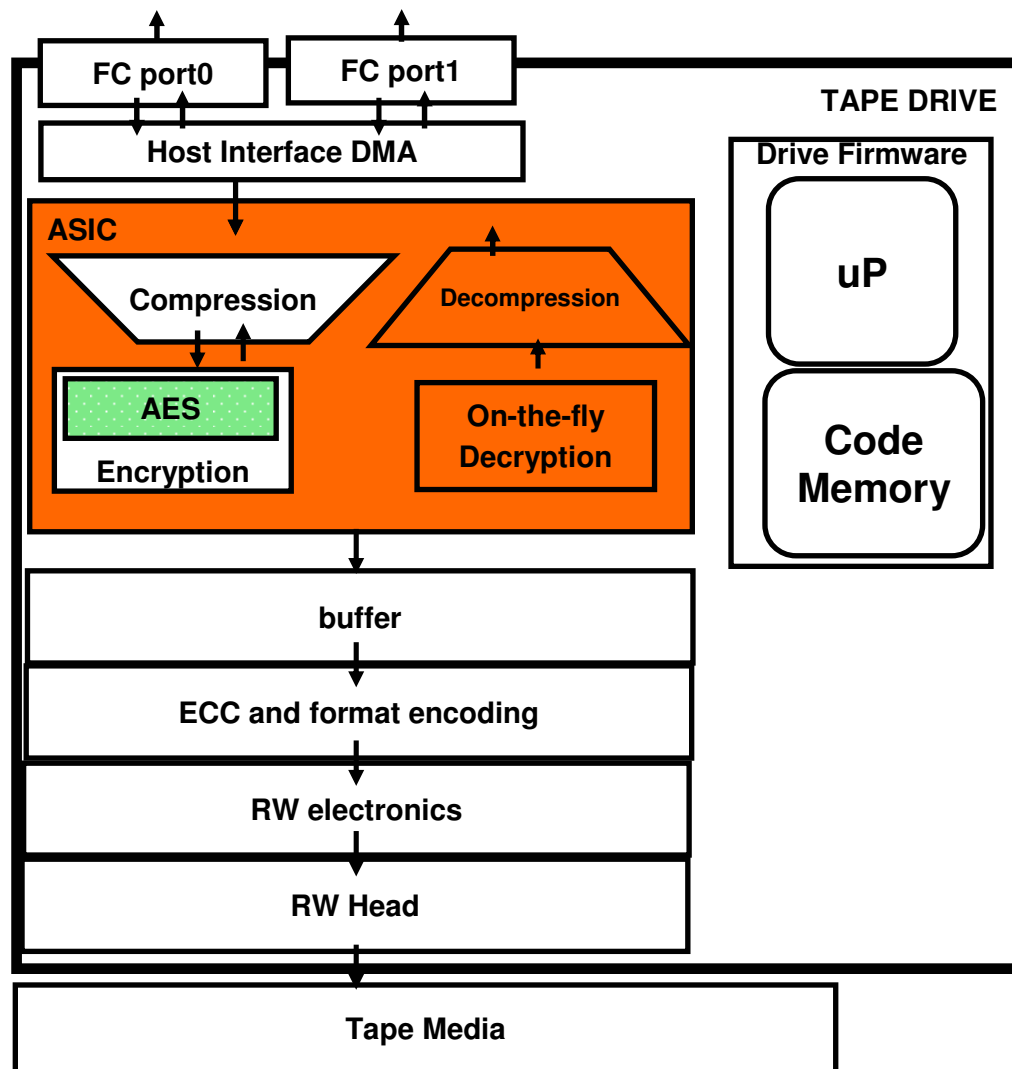 FC port0
FC port1
TAPE DRIVE
Host Interface DMA
Drive Firmware
ASIC
uP
Compression
Decompression
AES
On-the-fly
Decryption
Encryption
Code
Memory
buffer
ECC and format encoding
RW electronics
RW Head
Tape Media